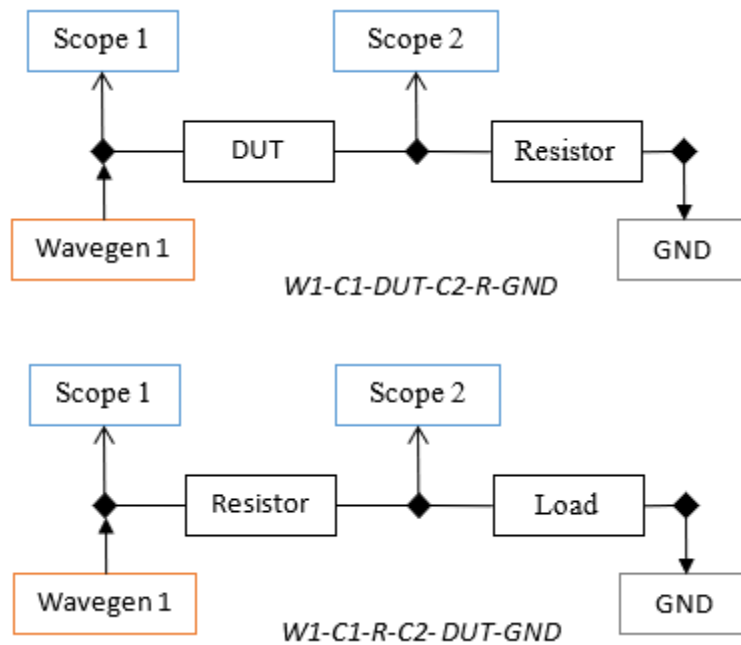 Scope 1
Scope 2
DUT
Resistor
Wavegen 1
GND
W1-C1-DUT-C2-R-GND
Scope 1
Scope 2
Resistor
Load
Wavegen 1
GND
W1-C1-R-C2- DUT-GND